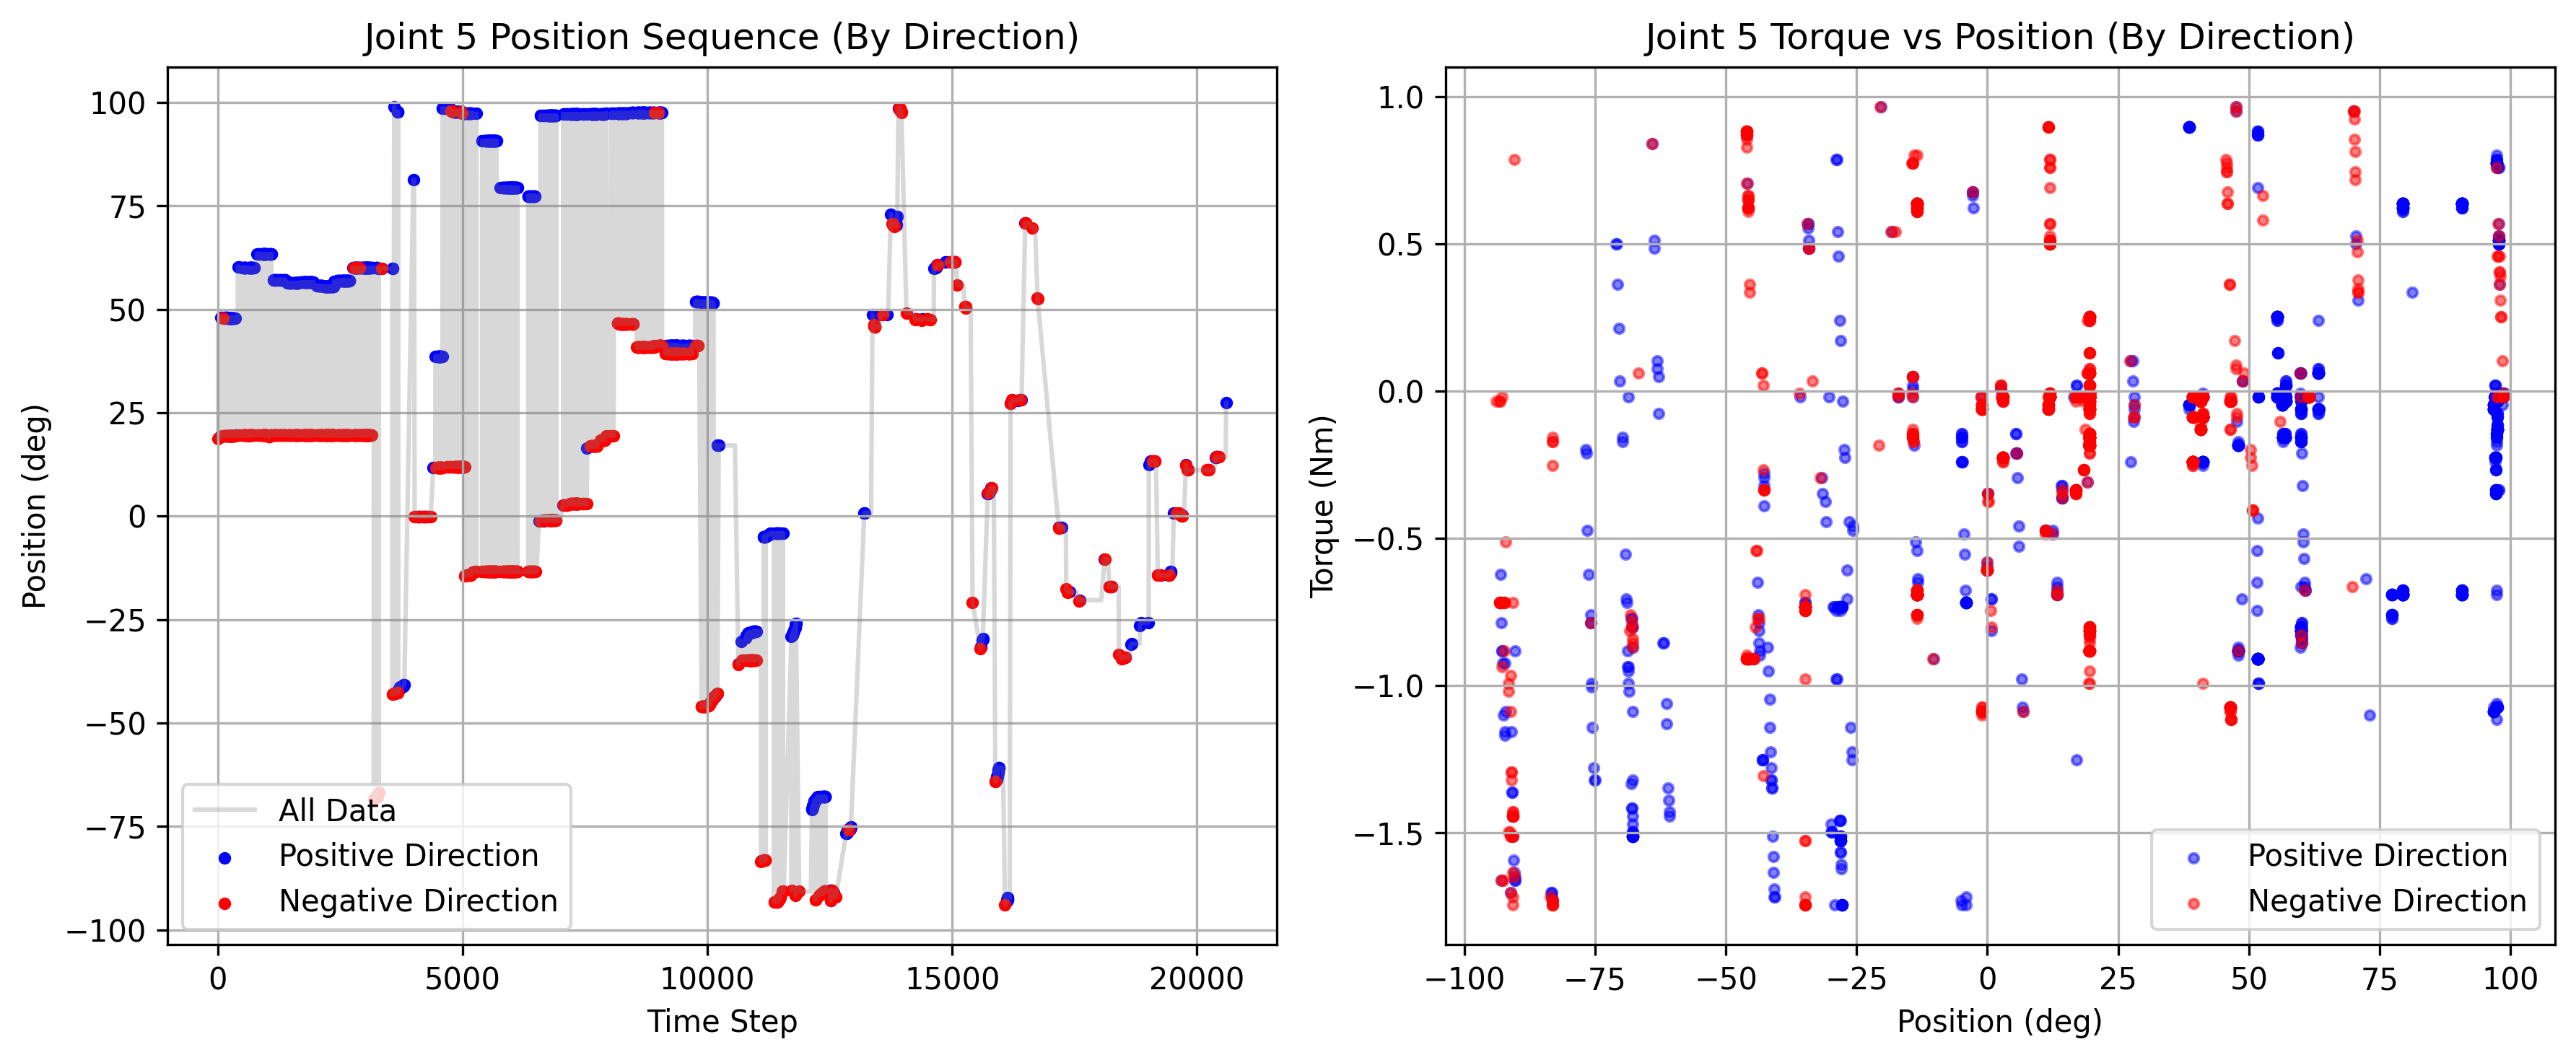 Joint 5 Position Sequence (By Direction)
100
75
50
25
0
−25
−50
−75
−100
Position (deg)
All Data
Positive Direction
Negative Direction
0
5000
10000
15000
20000
Time Step
Joint 5 Torque vs Position (By Direction)
1.0
0.5
0.0
−0.5
−1.0
−1.5
Torque (Nm)
Positive Direction
Negative Direction
−100
−75
−50
−25
0
25
50
75
100
Position (deg)